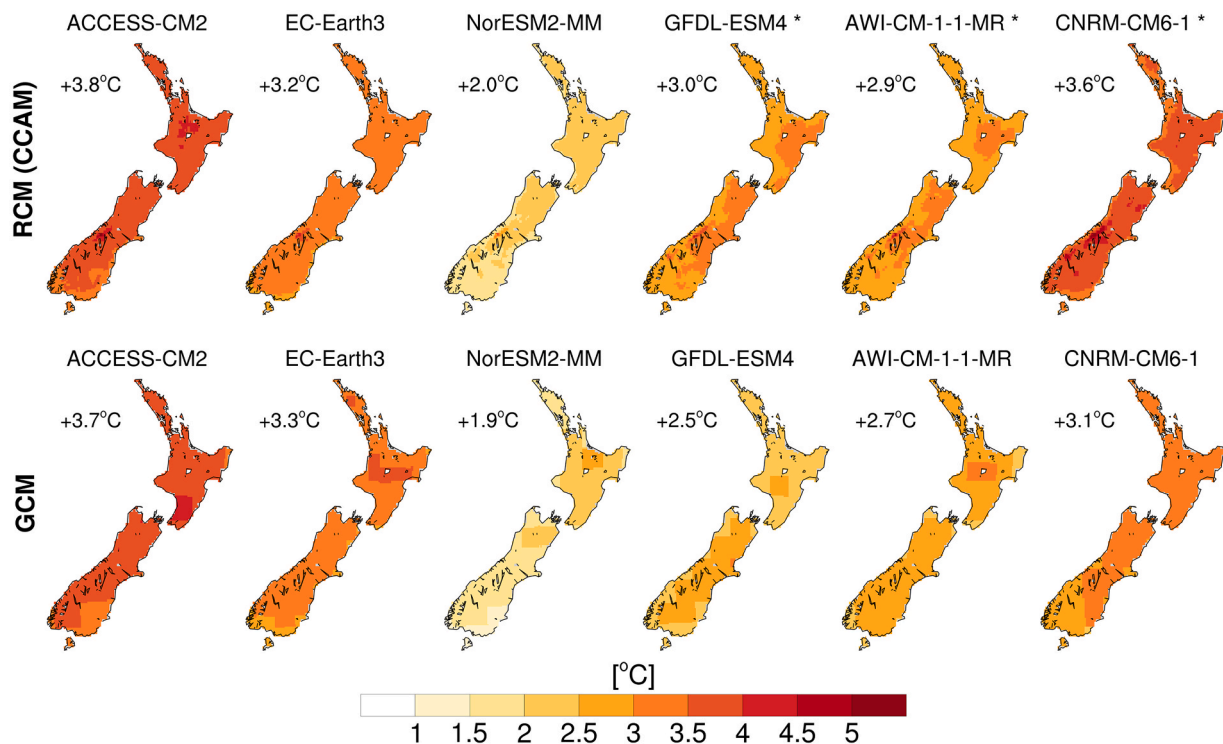 ACCESS-CM2 EC-Earth3 NorESM2-MM GFDL-ESM4 * AWI-CM-1-1-MR * CNRM-CM6-1 *
+3.8°C +3.2°C +2.0°C +3.0°C +2.9°C +3.6°C
RCM (CCAM)
ACCESS-CM2 EC-Earth3 NorESM2-MM GFDL-ESM4 AWI-CM-1-1-MR CNRM-CM6-1
+3.7°C +3.3°C +1.9°C +2.5°C +2.7°C +3.1°C
GCM
[°C]
1 1.5 2 2.5 3 3.5 4 4.5 5